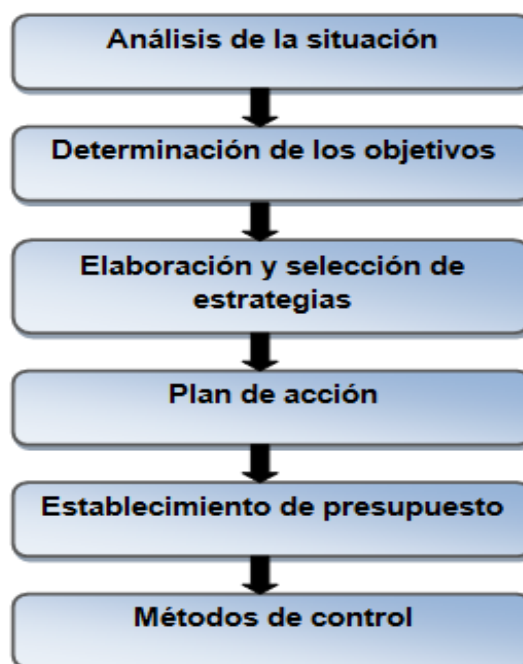 Análisis de la situación
Determinación de los objetivos
Elaboración y selección de
estrategias
Plan de acción
Establecimiento de presupuesto
Métodos de control